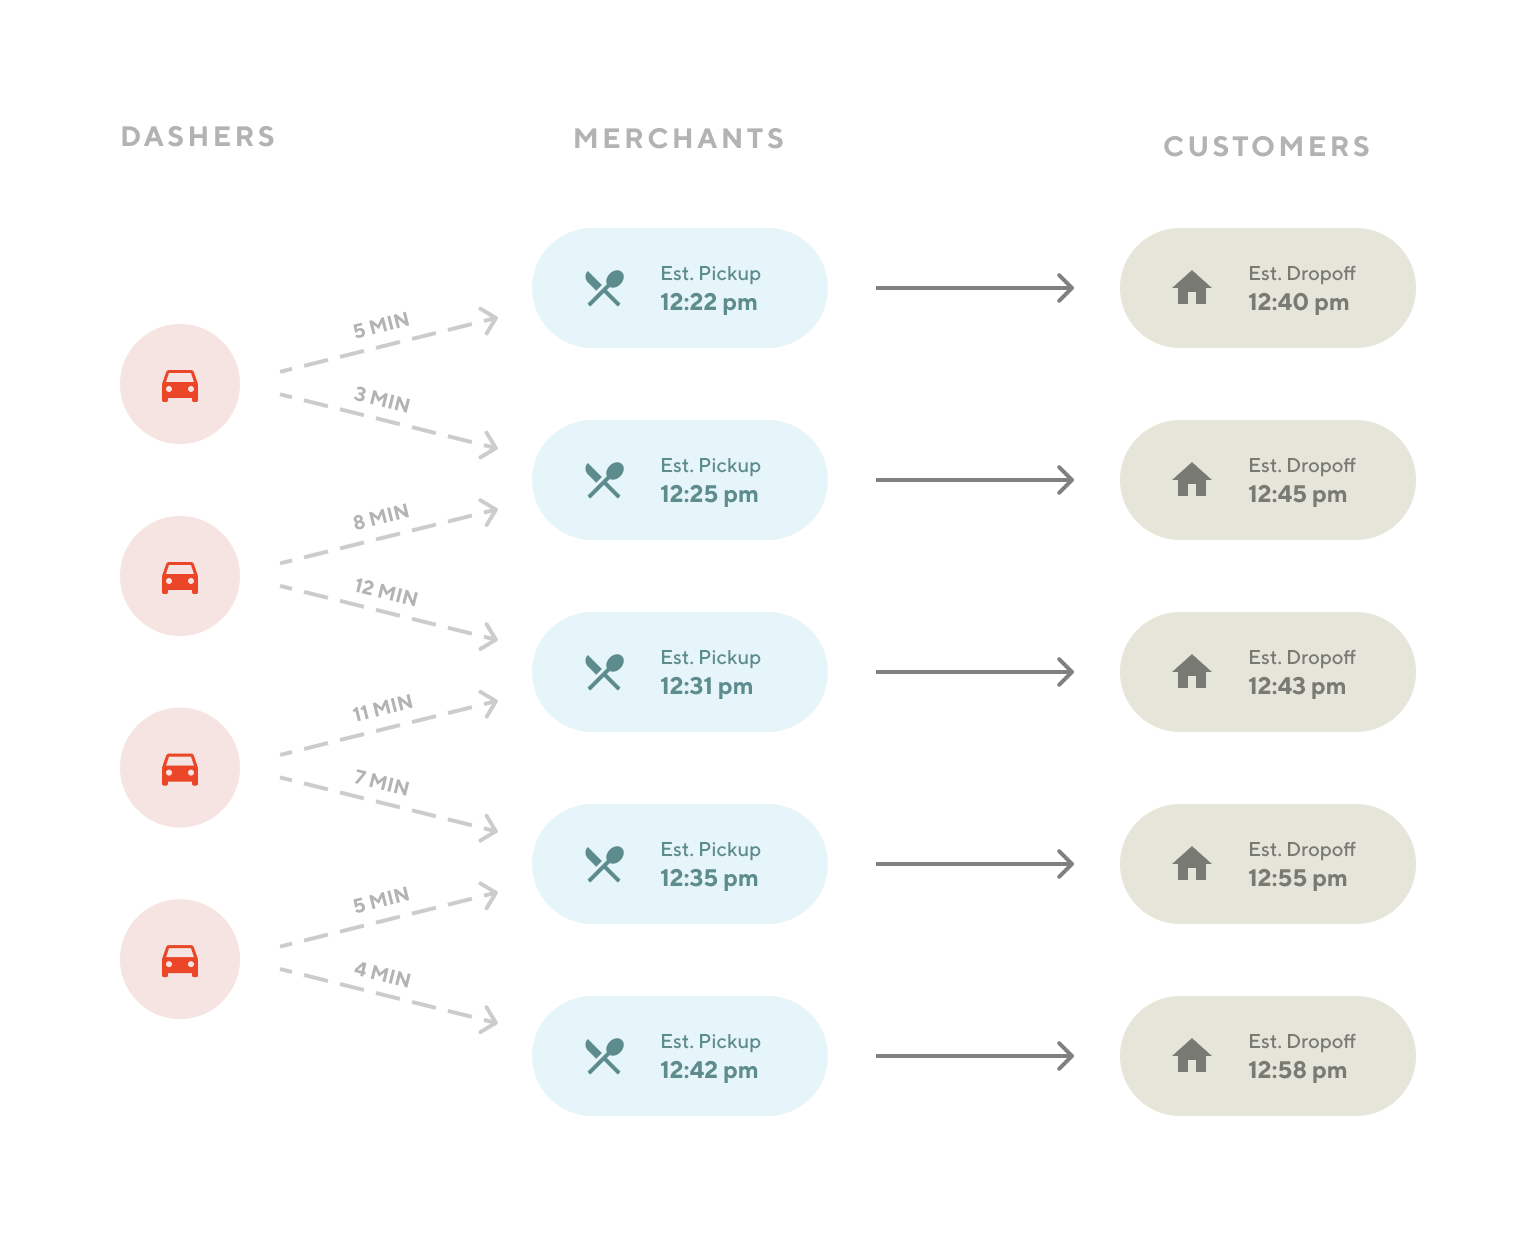 DASHERS
MERCHANTS
CUSTOMERS
Est. Pickup
12:22 pm
Est. Dropoff
12:40 pm
5 MIN
3 MIN
Est. Pickup
12:25 pm
Est. Dropoff
12:45 pm
8 MIN
12 MIN
Est. Pickup
12:31 pm
Est. Dropoff
12:43 pm
11 MIN
7 MIN
Est. Pickup
12:35 pm
Est. Dropoff
12:55 pm
5 MIN
4 MIN
Est. Pickup
12:42 pm
Est. Dropoff
12:58 pm